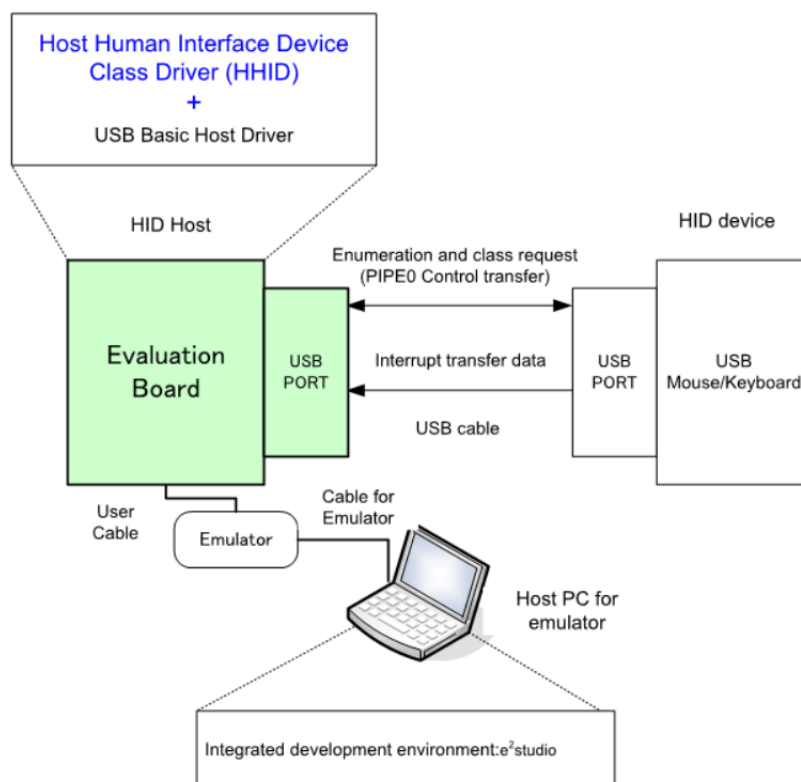 Host Human Interface Device
Class Driver (HHID)
+
USB Basic Host Driver
HID Host
HID device
Enumeration and class request
(PIPE0 Control transfer)
Evaluation
Board
USB
PORT
Interrupt transfer data
USB
PORT
USB
Mouse/Keyboard
USB cable
User
Cable
Cable for
Emulator
Emulator
Host PC for
emulator
Integrated development environment:e²studio